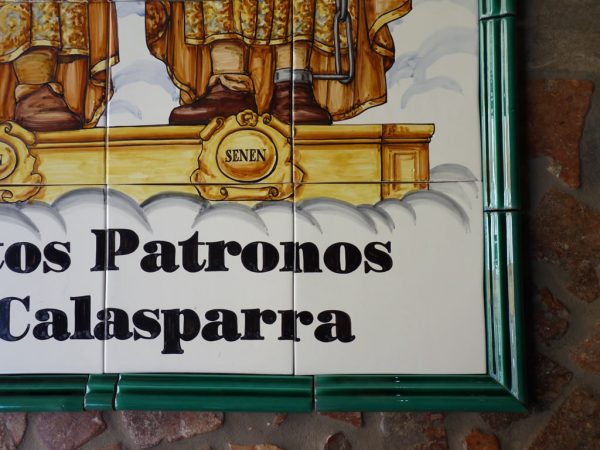 SENEN
tos Patronos
Calasparra